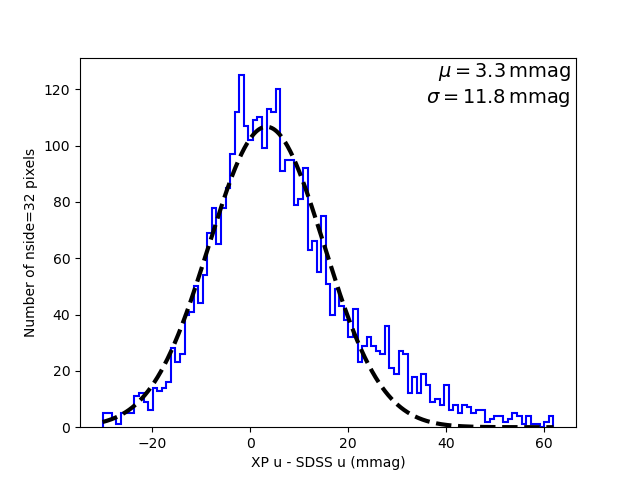 μ = 3.3 mmag
σ = 11.8 mmag
120
100
80
60
40
20
0
Number of nside=32 pixels
−20 0 20 40 60
XP u - SDSS u (mmag)